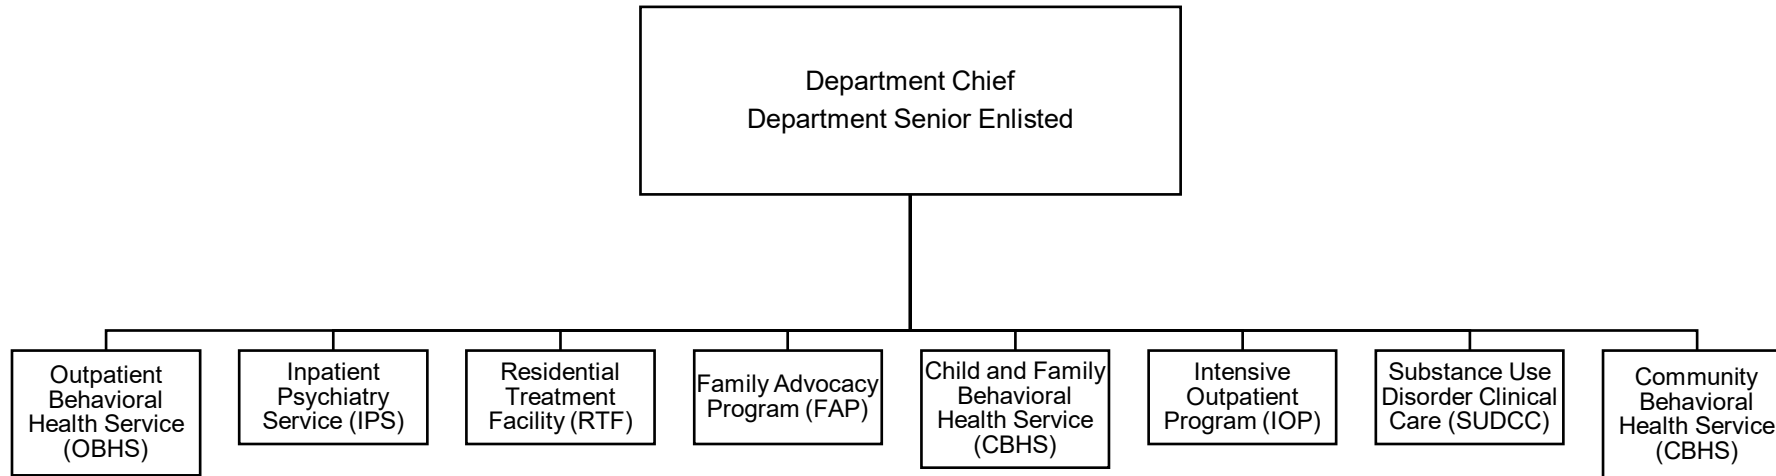 Department Chief
Department Senior Enlisted
Outpatient
Behavioral
Health Service
(OBHS)
Inpatient
Psychiatry
Service (IPS)
Residential
Treatment
Facility (RTF)
Family Advocacy
Program (FAP)
Child and Family
Behavioral
Health Service
(CBHS)
Intensive
Outpatient
Program (IOP)
Substance Use
Disorder Clinical
Care (SUDCC)
Community
Behavioral
Health Service
(CBHS)